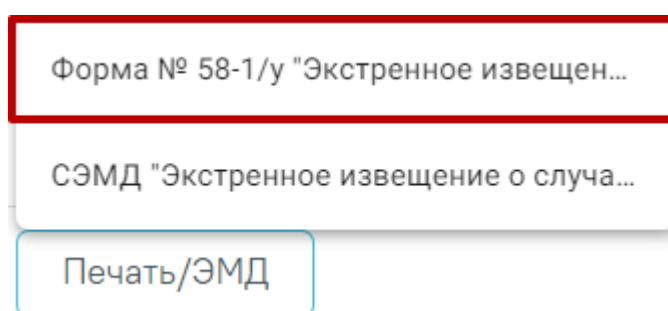 Форма № 58-1/у "Экстренное извещен...
СЭМД "Экстренное извещение о случа...
Печать/ЭМД